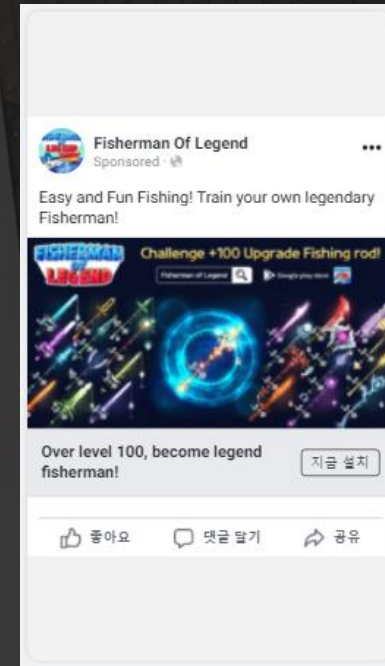 Fisherman Of Legend
Sponsored ·
Easy and Fun Fishing! Train your own legendary
Fisherman!
FISHERMAN
OF
LEGEND
Challenge +100 Upgrade Fishing rod!
Fisherman of Legend
Google play store
Over level 100, become legend
fisherman!
지금 설치
좋아요
댓글 달기
공유